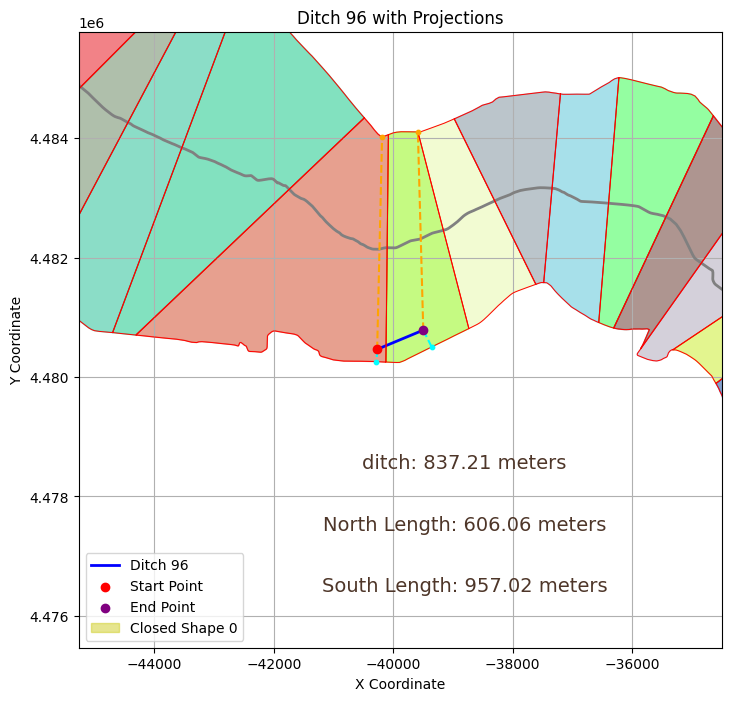 Ditch 96 with Projections
1e6
4.484
4.482
4.480
4.478
4.476
Y Coordinate
ditch: 837.21 meters
North Length: 606.06 meters
South Length: 957.02 meters
Ditch 96
Start Point
End Point
Closed Shape 0
−44000 −42000 −40000 −38000 −36000
X Coordinate